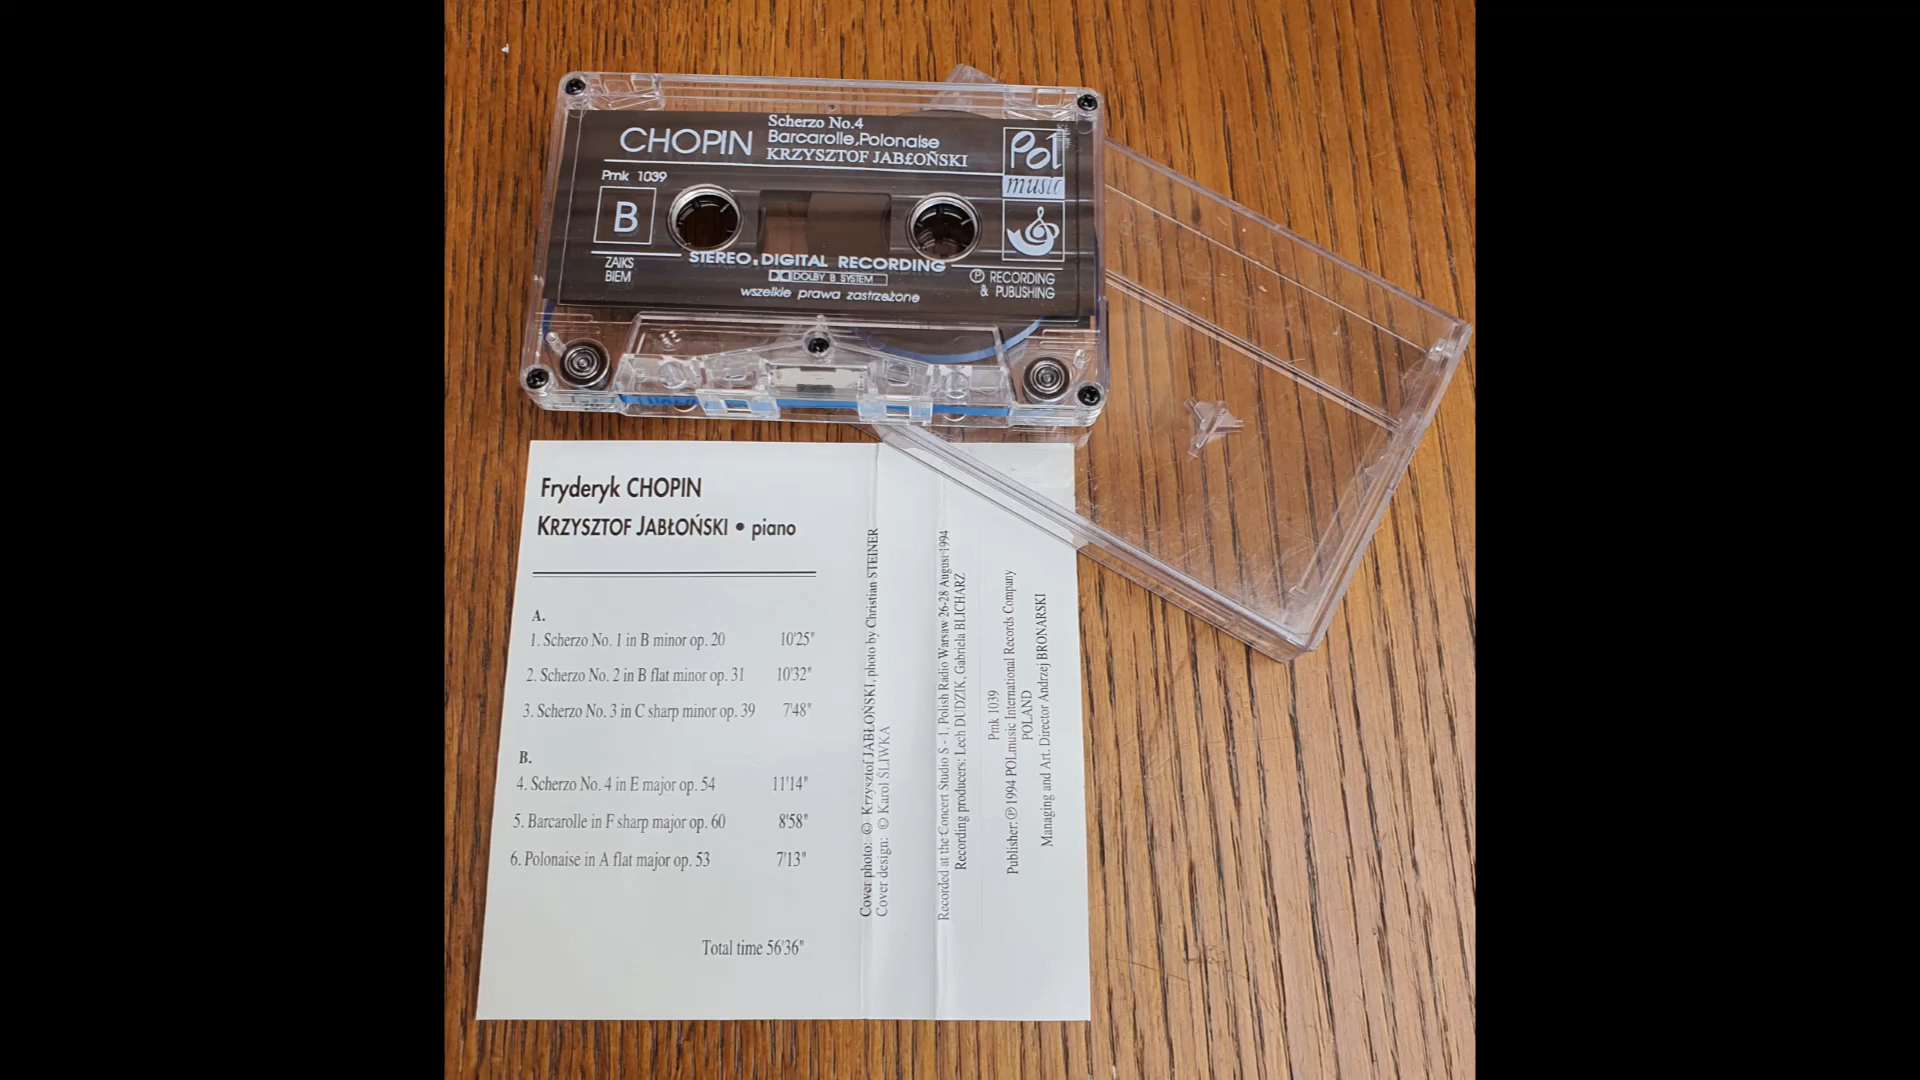 CHOPIN
Scherzo No.4
Barcarolle,Polonaise
KRZYSZTOF JAB£OÑSKI
Pol
music
Pmk 1039
B
ZAIKS
BIEM
STEREO. DIGITAL RECORDING
DOLBY B SYSTEM
wszelkie prawa zastrzeżone
Ⓟ RECORDING
& PUBLISHING
Fryderyk CHOPIN
KRZYSZTOF JABŁOŃSKI • piano
A.
1. Scherzo No. 1 in B minor op. 20 10'25"
2. Scherzo No. 2 in B flat minor op. 31 10'32"
3. Scherzo No. 3 in C sharp minor op. 39 7'48"
B.
4. Scherzo No. 4 in E major op. 54 11'14"
5. Barcarolle in F sharp major op. 60 8'58"
6. Polonaise in A flat major op. 53 7'13"
Total time 56'36"
Cover photo: © Krzysztof JABŁOŃSKI, photo by Christian STEINER
Cover design: © Karol ŚLIWKA
Recorded at the Concert Studio S - 1, Polish Radio Warsaw 26-28 August 1994
Recording producers: Lech DUDZIK, Gabriela BLICHARZ
Pmk 1039
Publisher: Ⓟ 1994 POLmusic International Records Company
POLAND
Managing and Art. Director Andrzej BRONARSKI